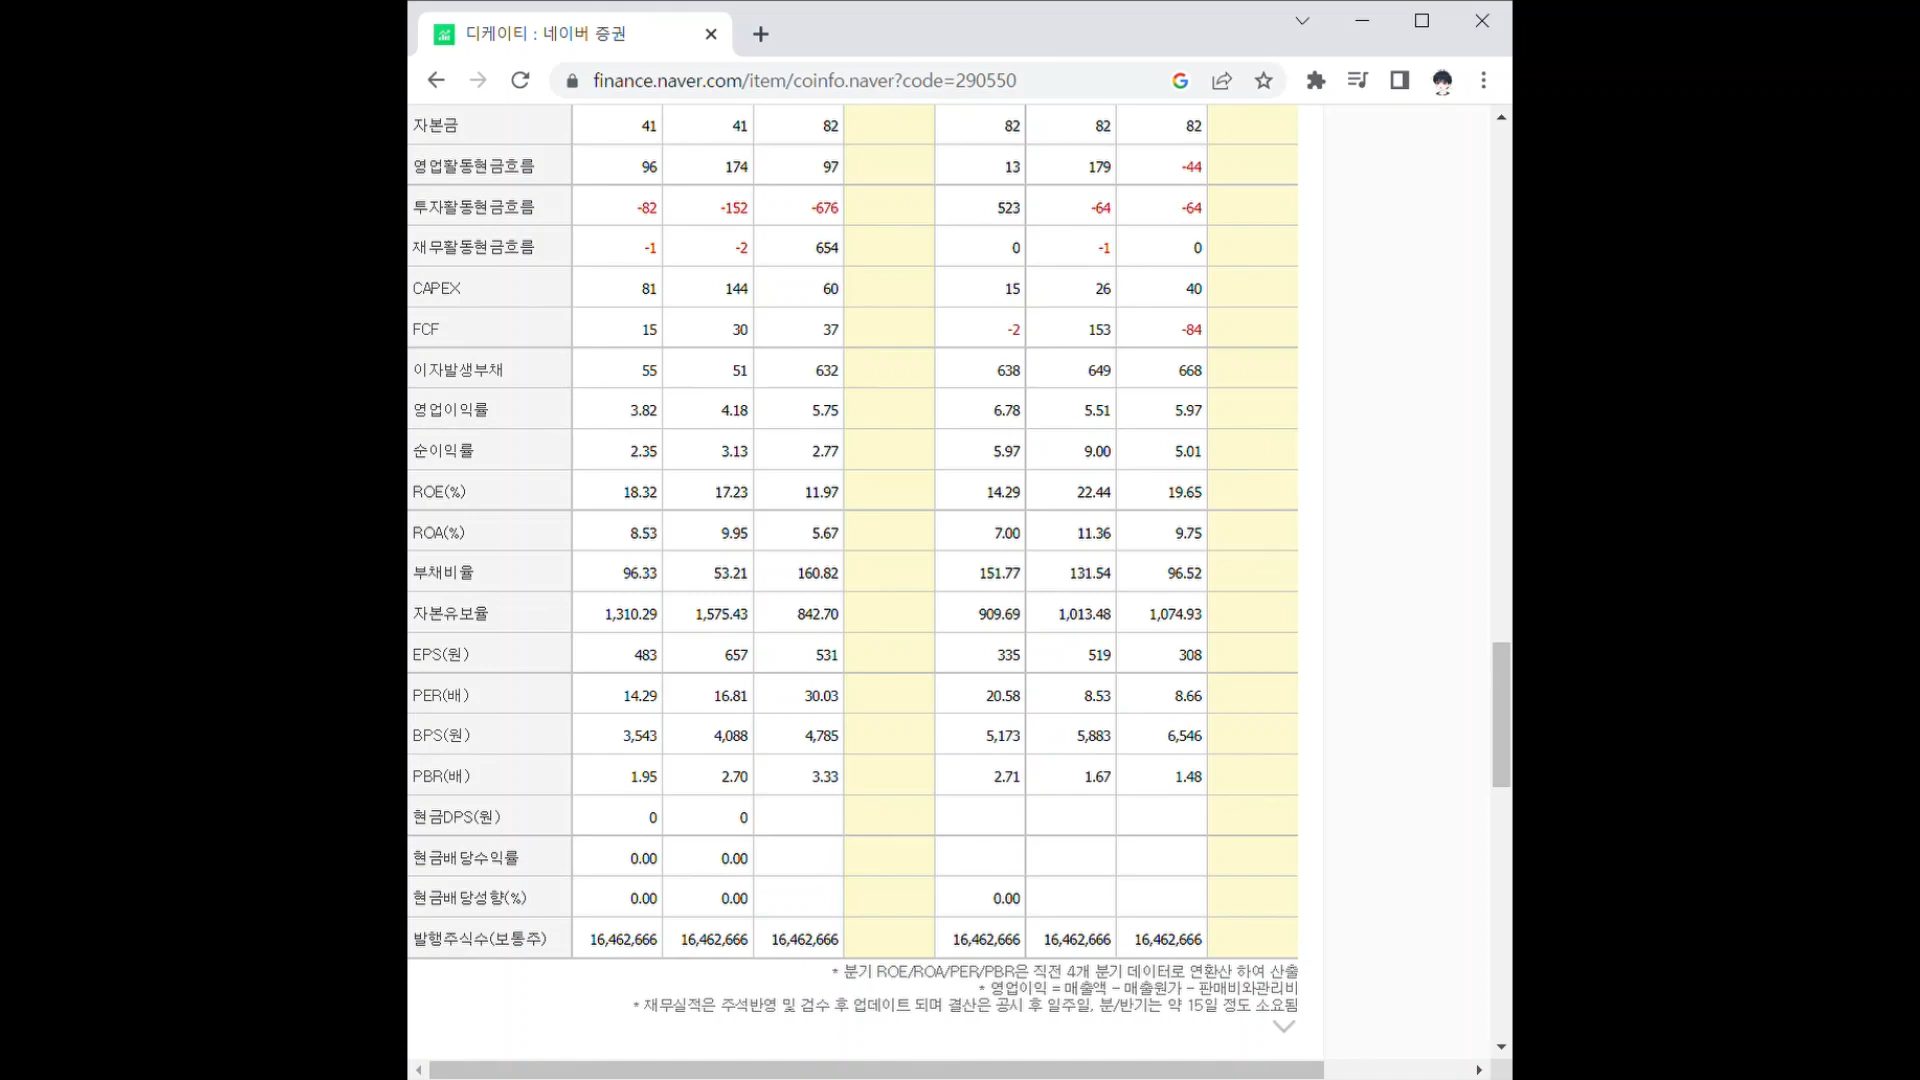 디케이티 : 네이버 증권
finance.naver.com/item/coinfo.naver?code=290550
자본금 41 41 82 82 82 82
영업활동현금흐름 96 174 97 13 179 -44
투자활동현금흐름 -82 -152 -676 523 -64 -64
재무활동현금흐름 -1 -2 654 0 -1 0
CAPEX 81 144 60 15 26 40
FCF 15 30 37 -2 153 -84
이자발생부채 55 51 632 638 649 668
영업이익률 3.82 4.18 5.75 6.78 5.51 5.97
순이익률 2.35 3.13 2.77 5.97 9.00 5.01
ROE(%) 18.32 17.23 11.97 14.29 22.44 19.65
ROA(%) 8.53 9.95 5.67 7.00 11.36 9.75
부채비율 96.33 53.21 160.82 151.77 131.54 96.52
자본유보율 1,310.29 1,575.43 842.70 909.69 1,013.48 1,074.93
EPS(원) 483 657 531 335 519 308
PER(배) 14.29 16.81 30.03 20.58 8.53 8.66
BPS(원) 3,543 4,088 4,785 5,173 5,883 6,546
PBR(배) 1.95 2.70 3.33 2.71 1.67 1.48
현금DPS(원) 0 0
현금배당수익률 0.00 0.00
현금배당성향(%) 0.00 0.00 0.00
발행주식수(보통주) 16,462,666 16,462,666 16,462,666 16,462,666 16,462,666 16,462,666
* 분기 ROE/ROA/PER/PBR은 직전 4개 분기 데이터로 연환산 하여 산출
* 영업이익 = 매출액 - 매출원가 - 판매비와관리비
* 재무실적은 주석반영 및 검수 후 업데이트 되며 결산은 공시 후 일주일, 분/반기는 약 15일 정도 소요됨